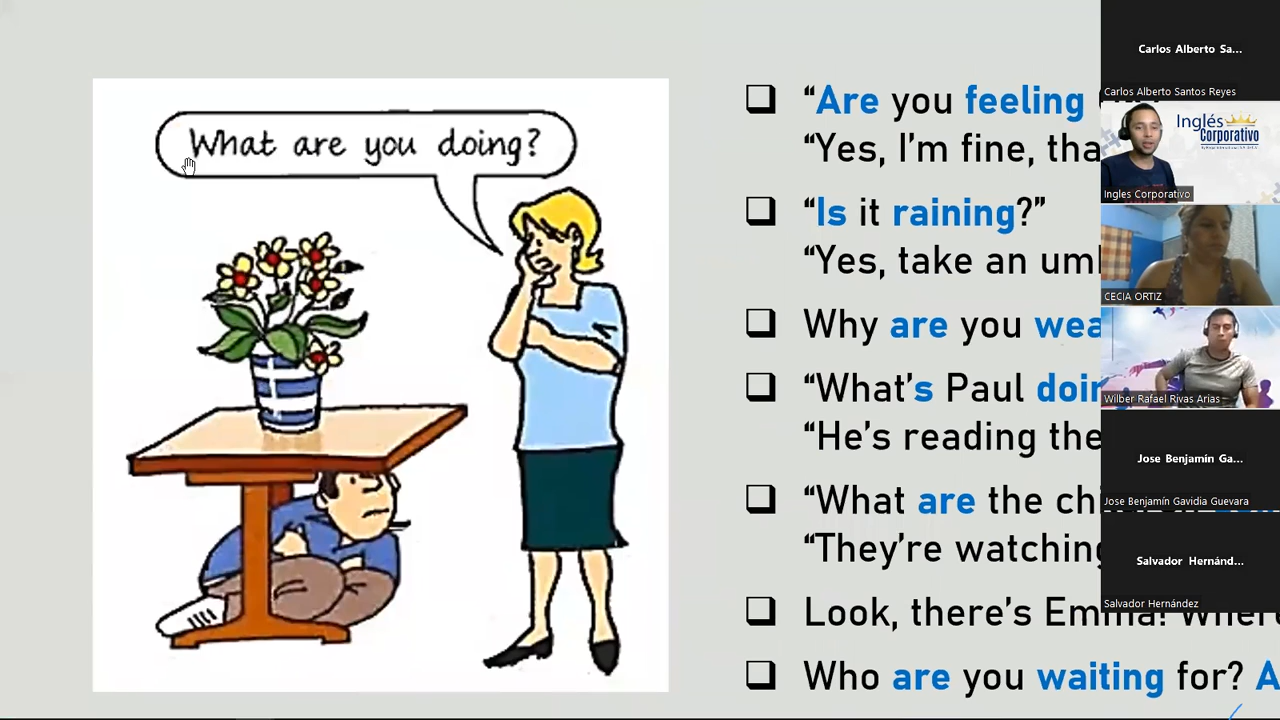 What are you doing?
“Are you feeling
“Yes, I’m fine, tha
“Is it raining?”
“Yes, take an um
Why are you wea
“What’s Paul doin
“He’s reading the
“What are the chi
“They’re watching
Look, there’s Emma! Where
Who are you waiting for? A
Carlos Alberto Sa...
Carlos Alberto Santos Reyes
Inglés
Corporativo
Ingles Corporativo
CECIA ORTIZ
Wilber Rafael Rivas Arias
Jose Benjamín Ga...
Jose Benjamín Gavidia Guevara
Salvador Hernánd...
Salvador Hernández